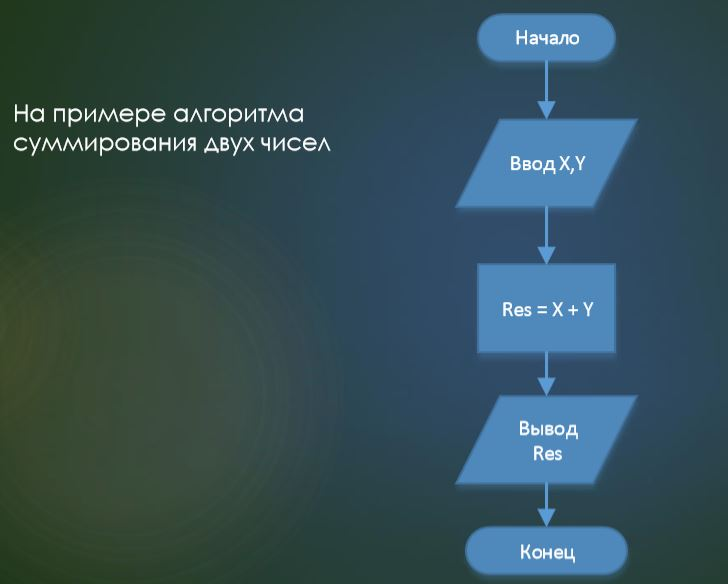 На примере алгоритма
суммирования двух чисел
Начало
Ввод X,Y
Res = X + Y
Вывод
Res
Конец